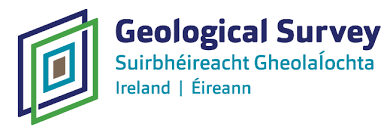 Geological Survey
Suirbhéireacht Gheolaíochta
Ireland | Éireann